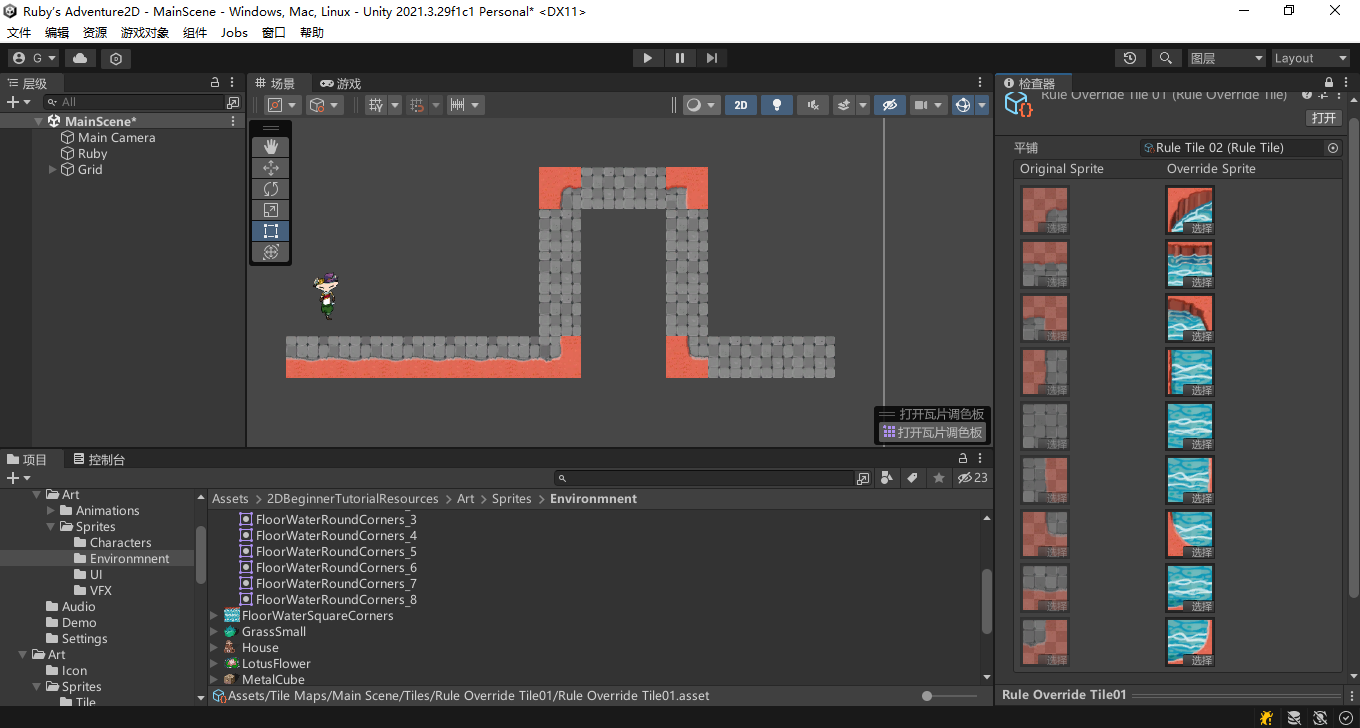 Ruby's Adventure2D - MainScene - Windows, Mac, Linux - Unity 2021.3.29f1c1 Personal* <DX11>
文件 编辑 资源 游戏对象 组件 Jobs 窗口 帮助
G 图层 Layout
层级
All
MainScene*
Main Camera
Ruby
Grid
场景 游戏
2D
打开瓦片调色板
打开瓦片调色板
检查器
Rule Override Tile 01 (Rule Override Tile)
打开
平铺 Rule Tile 02 (Rule Tile)
Original Sprite Override Sprite
选择 选择
选择 选择
选择 选择
选择 选择
选择 选择
选择 选择
选择 选择
选择 选择
选择 选择
Rule Override Tile01
项目 控制台
23
Art
Animations
Sprites
Characters
Environmnent
UI
VFX
Audio
Demo
Settings
Art
Icon
Sprites
Tile
Assets > 2DBeginnerTutorialResources > Art > Sprites > Environmnent
FloorWaterRoundCorners_3
FloorWaterRoundCorners_4
FloorWaterRoundCorners_5
FloorWaterRoundCorners_6
FloorWaterRoundCorners_7
FloorWaterRoundCorners_8
FloorWaterSquareCorners
GrassSmall
House
LotusFlower
MetalCube
Assets/Tile Maps/Main Scene/Tiles/Rule Override Tile01/Rule Override Tile01.asset